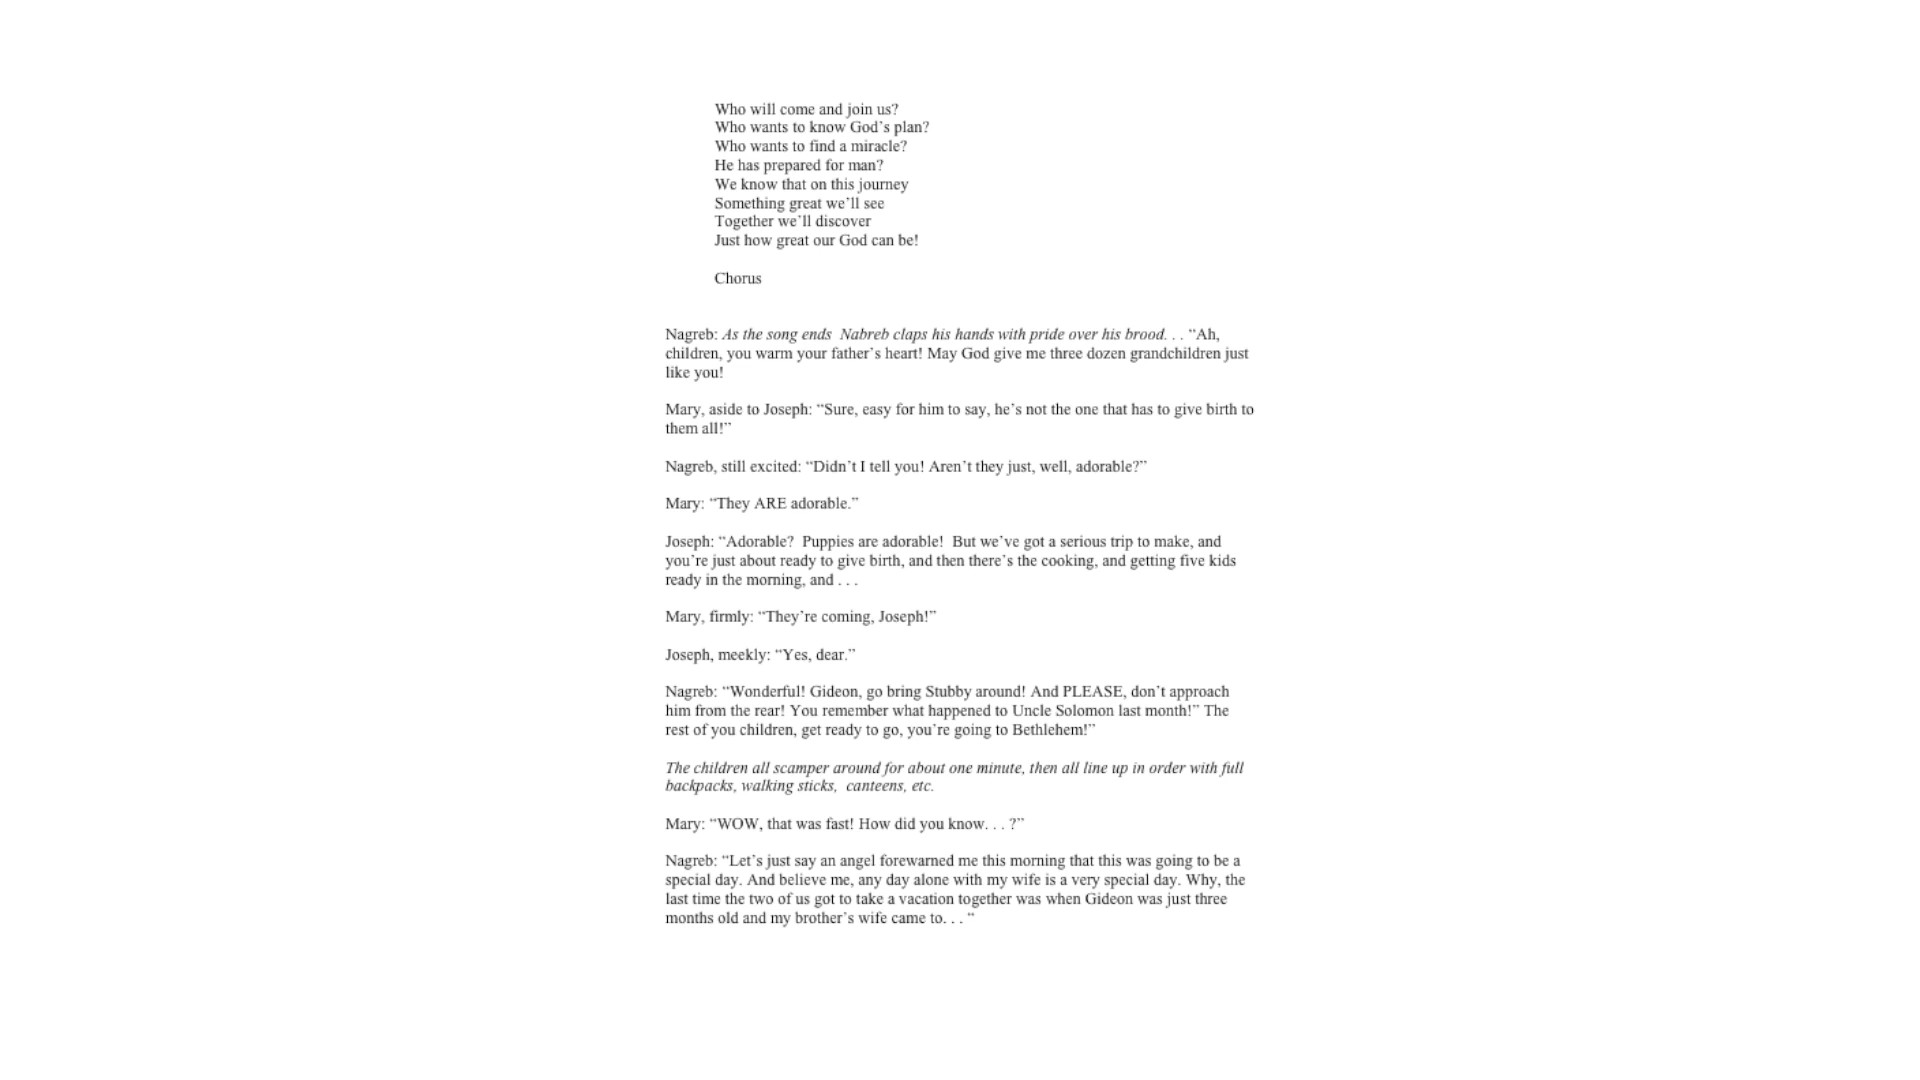 Who will come and join us?
Who wants to know God’s plan?
Who wants to find a miracle?
He has prepared for man?
We know that on this journey
Something great we’ll see
Together we’ll discover
Just how great our God can be!
Chorus
Nagreb: As the song ends  Nabreb claps his hands with pride over his brood. . . “Ah,
children, you warm your father’s heart! May God give me three dozen grandchildren just
like you!
Mary, aside to Joseph: “Sure, easy for him to say, he’s not the one that has to give birth to
them all!”
Nagreb, still excited: “Didn’t I tell you! Aren’t they just, well, adorable?”
Mary: “They ARE adorable.”
Joseph: “Adorable?  Puppies are adorable!  But we’ve got a serious trip to make, and
you’re just about ready to give birth, and then there’s the cooking, and getting five kids
ready in the morning, and . . .
Mary, firmly: “They’re coming, Joseph!”
Joseph, meekly: “Yes, dear.”
Nagreb: “Wonderful! Gideon, go bring Stubby around! And PLEASE, don’t approach
him from the rear! You remember what happened to Uncle Solomon last month!” The
rest of you children, get ready to go, you’re going to Bethlehem!”
The children all scamper around for about one minute, then all line up in order with full
backpacks, walking sticks,  canteens, etc.
Mary: “WOW, that was fast! How did you know. . . ?”
Nagreb: “Let’s just say an angel forewarned me this morning that this was going to be a
special day. And believe me, any day alone with my wife is a very special day. Why, the
last time the two of us got to take a vacation together was when Gideon was just three
months old and my brother’s wife came to. . . “